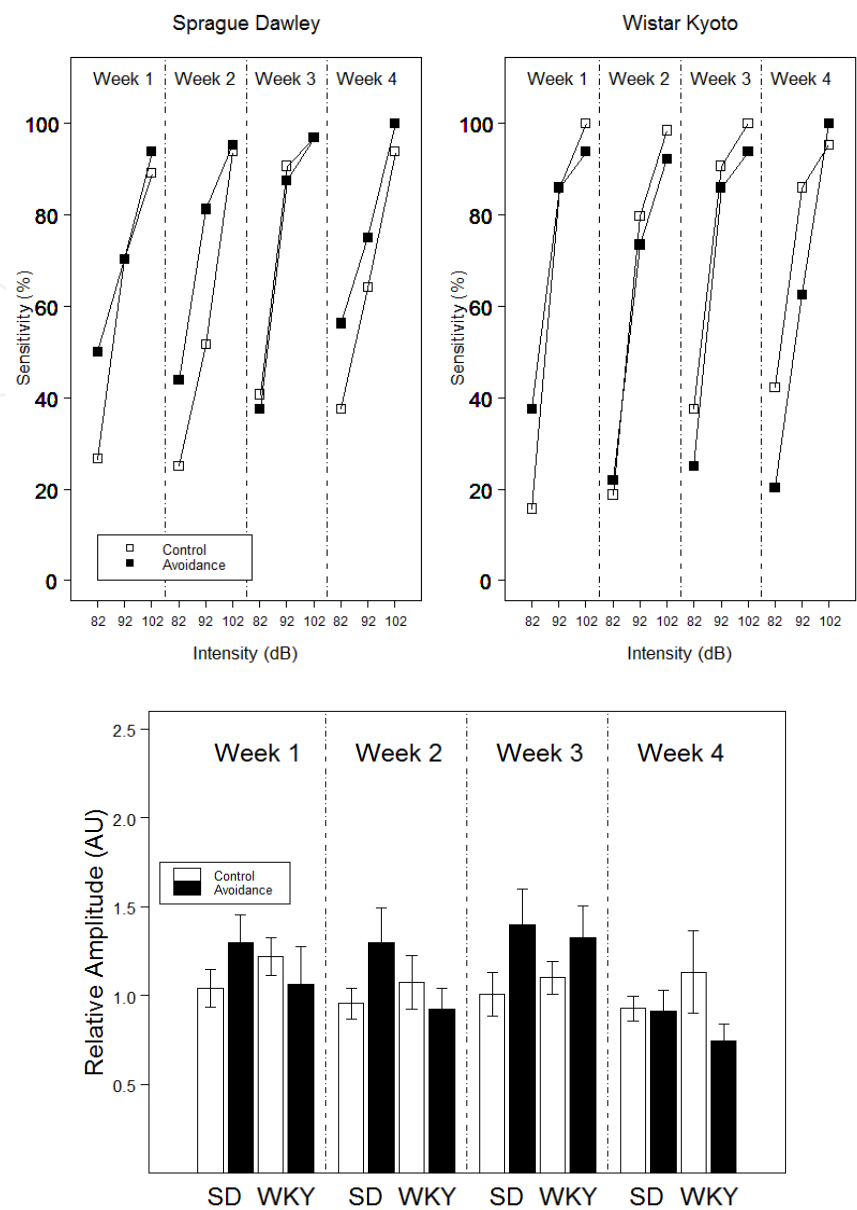 Sprague Dawley
Week 1 Week 2 Week 3 Week 4
100
80
60
40
20
0
Sensitivity (%)
Control
Avoidance
82 92 102 82 92 102 82 92 102 82 92 102
Intensity (dB)
Wistar Kyoto
Week 1 Week 2 Week 3 Week 4
100
80
60
40
20
0
Sensitivity (%)
82 92 102 82 92 102 82 92 102 82 92 102
Intensity (dB)
2.5
2.0
1.5
1.0
0.5
Relative Amplitude (AU)
Week 1 Week 2 Week 3 Week 4
Control
Avoidance
SD WKY SD WKY SD WKY SD WKY